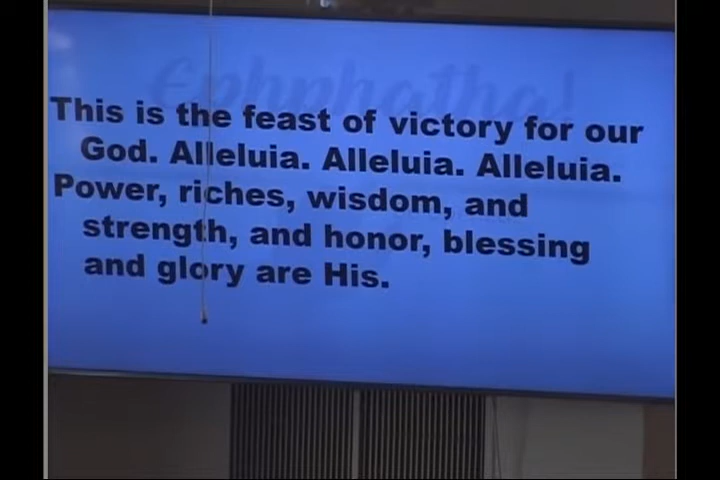 Ephphatha!
This is the feast of victory for our
God. Alleluia. Alleluia. Alleluia.
Power, riches, wisdom, and
strength, and honor, blessing
and glory are His.